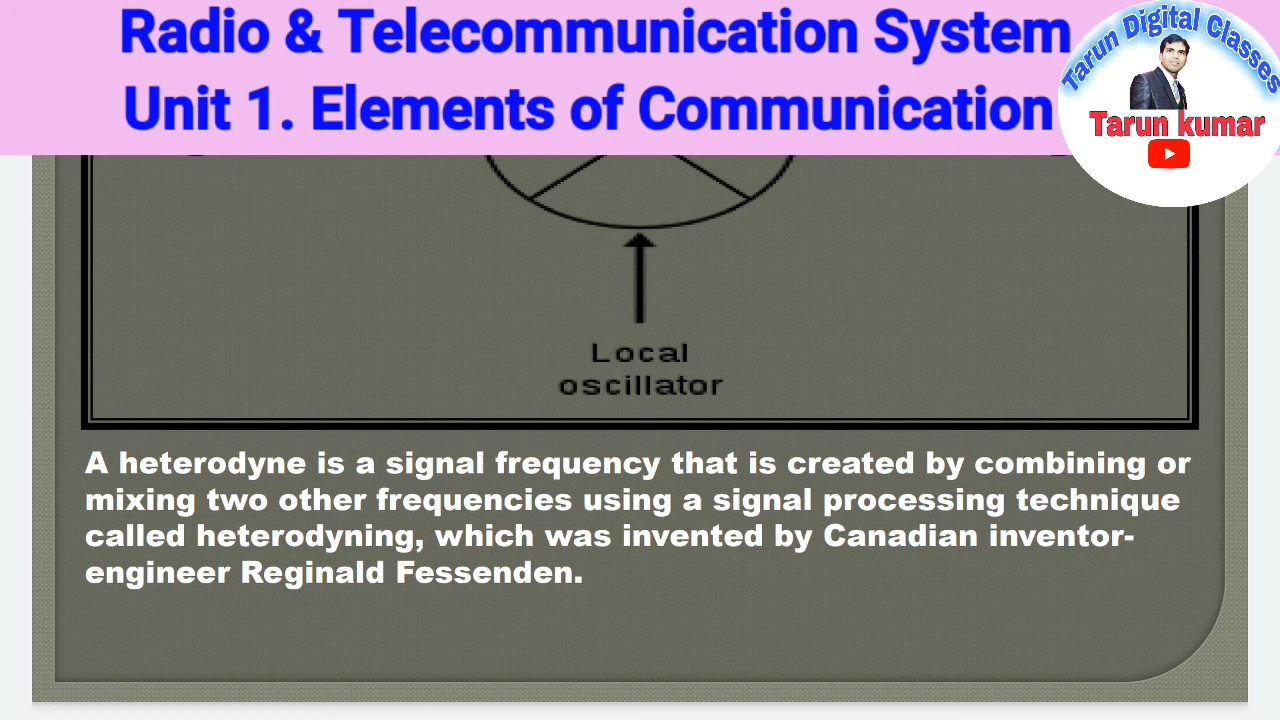 Radio & Telecommunication System
Unit 1. Elements of Communication
Tarun Digital Classes
Tarun kumar
Local
oscillator
A heterodyne is a signal frequency that is created by combining or
mixing two other frequencies using a signal processing technique
called heterodyning, which was invented by Canadian inventor-
engineer Reginald Fessenden.